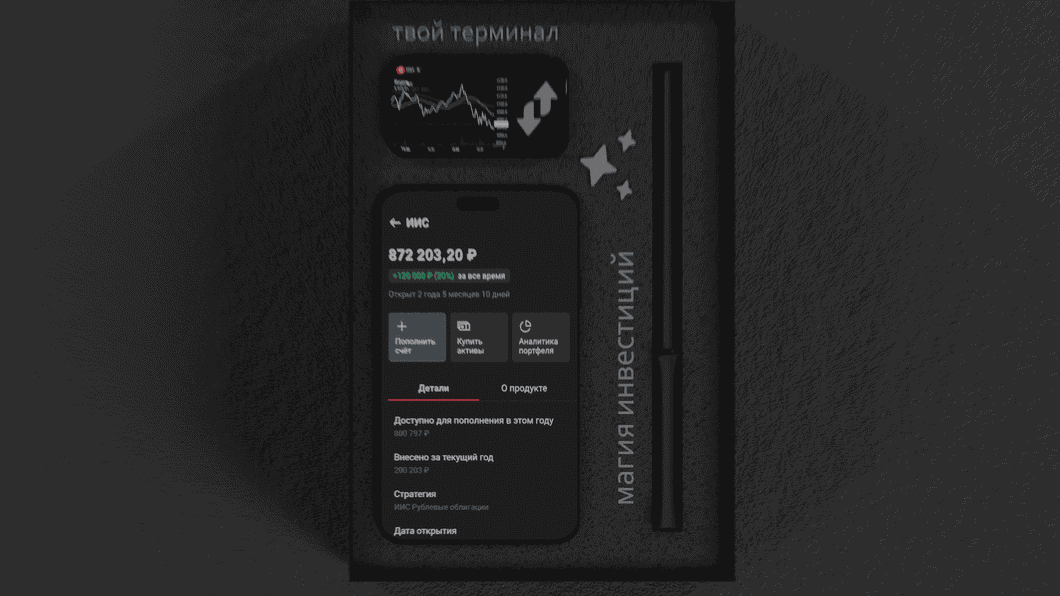 твой терминал
ИИС
872 203,20 ₽
+120 000 ₽ (20%) за все время
Открыт 2 года 5 месяцев 10 дней
Пополнить
счёт
Купить
активы
Аналитика
портфеля
Детали
О продукте
Доступно для пополнения в этом году
800 797 ₽
Внесено за текущий год
200 203 ₽
Стратегия
ИИС Рублевые облигации
Дата открытия
магия инвестиций